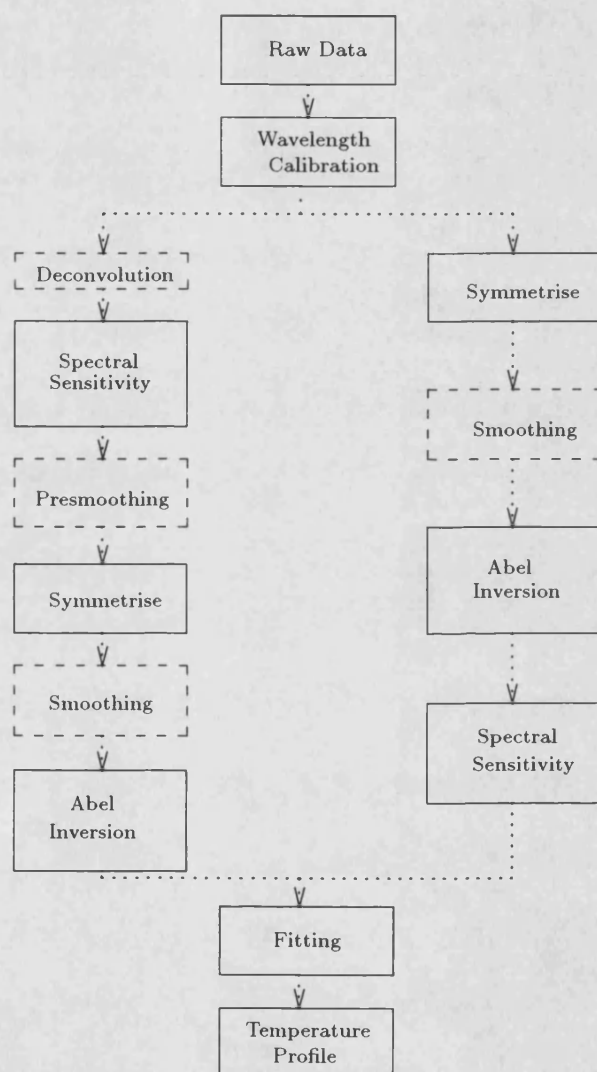 Raw Data
Wavelength
Calibration
Deconvolution
Spectral
Sensitivity
Presmoothing
Symmetrise
Smoothing
Abel
Inversion
Symmetrise
Smoothing
Abel
Inversion
Spectral
Sensitivity
Fitting
Temperature
Profile